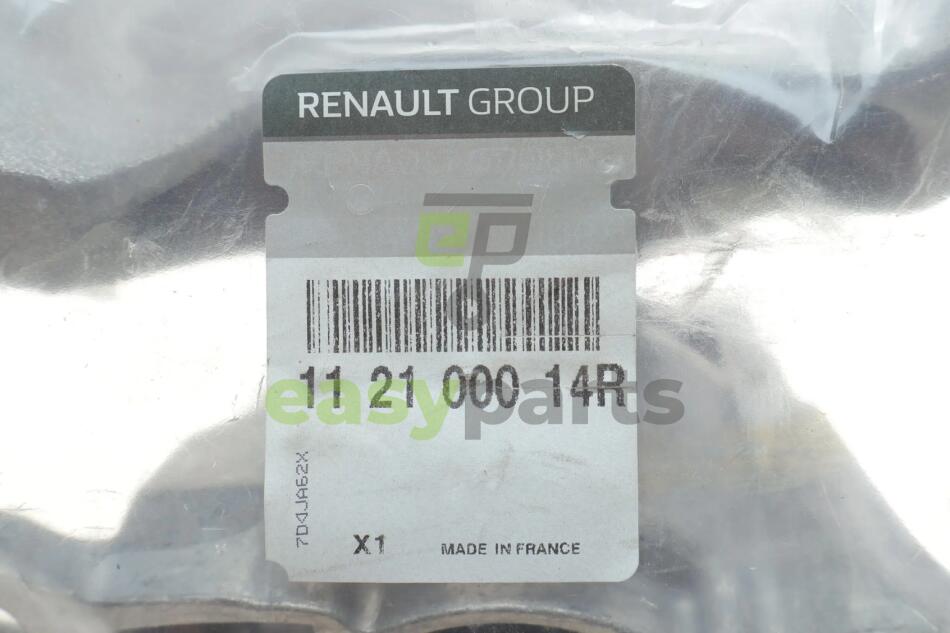 RENAULT GROUP
ep
11 21 000 14R
easyparts
7D4JA62X
X1 MADE IN FRANCE